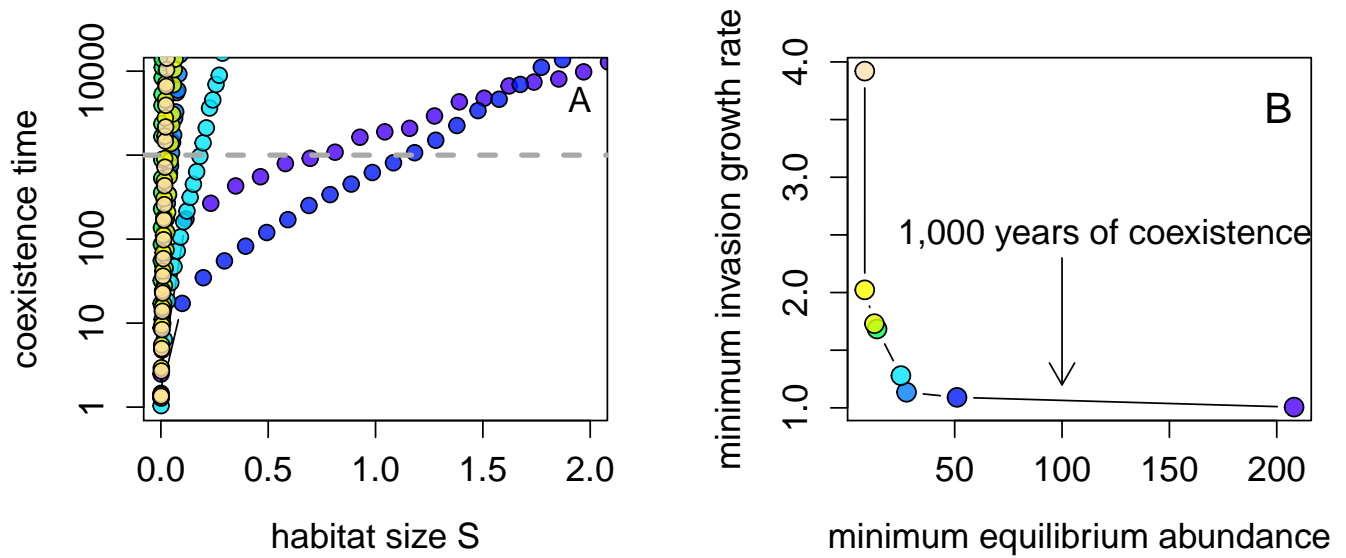 coexistence time
10000
100
10
1
A
0.0 0.5 1.0 1.5 2.0
habitat size S
minimum invasion growth rate
4.0
3.0
2.0
1.0
B
1,000 years of coexistence
50 100 150 200
minimum equilibrium abundance